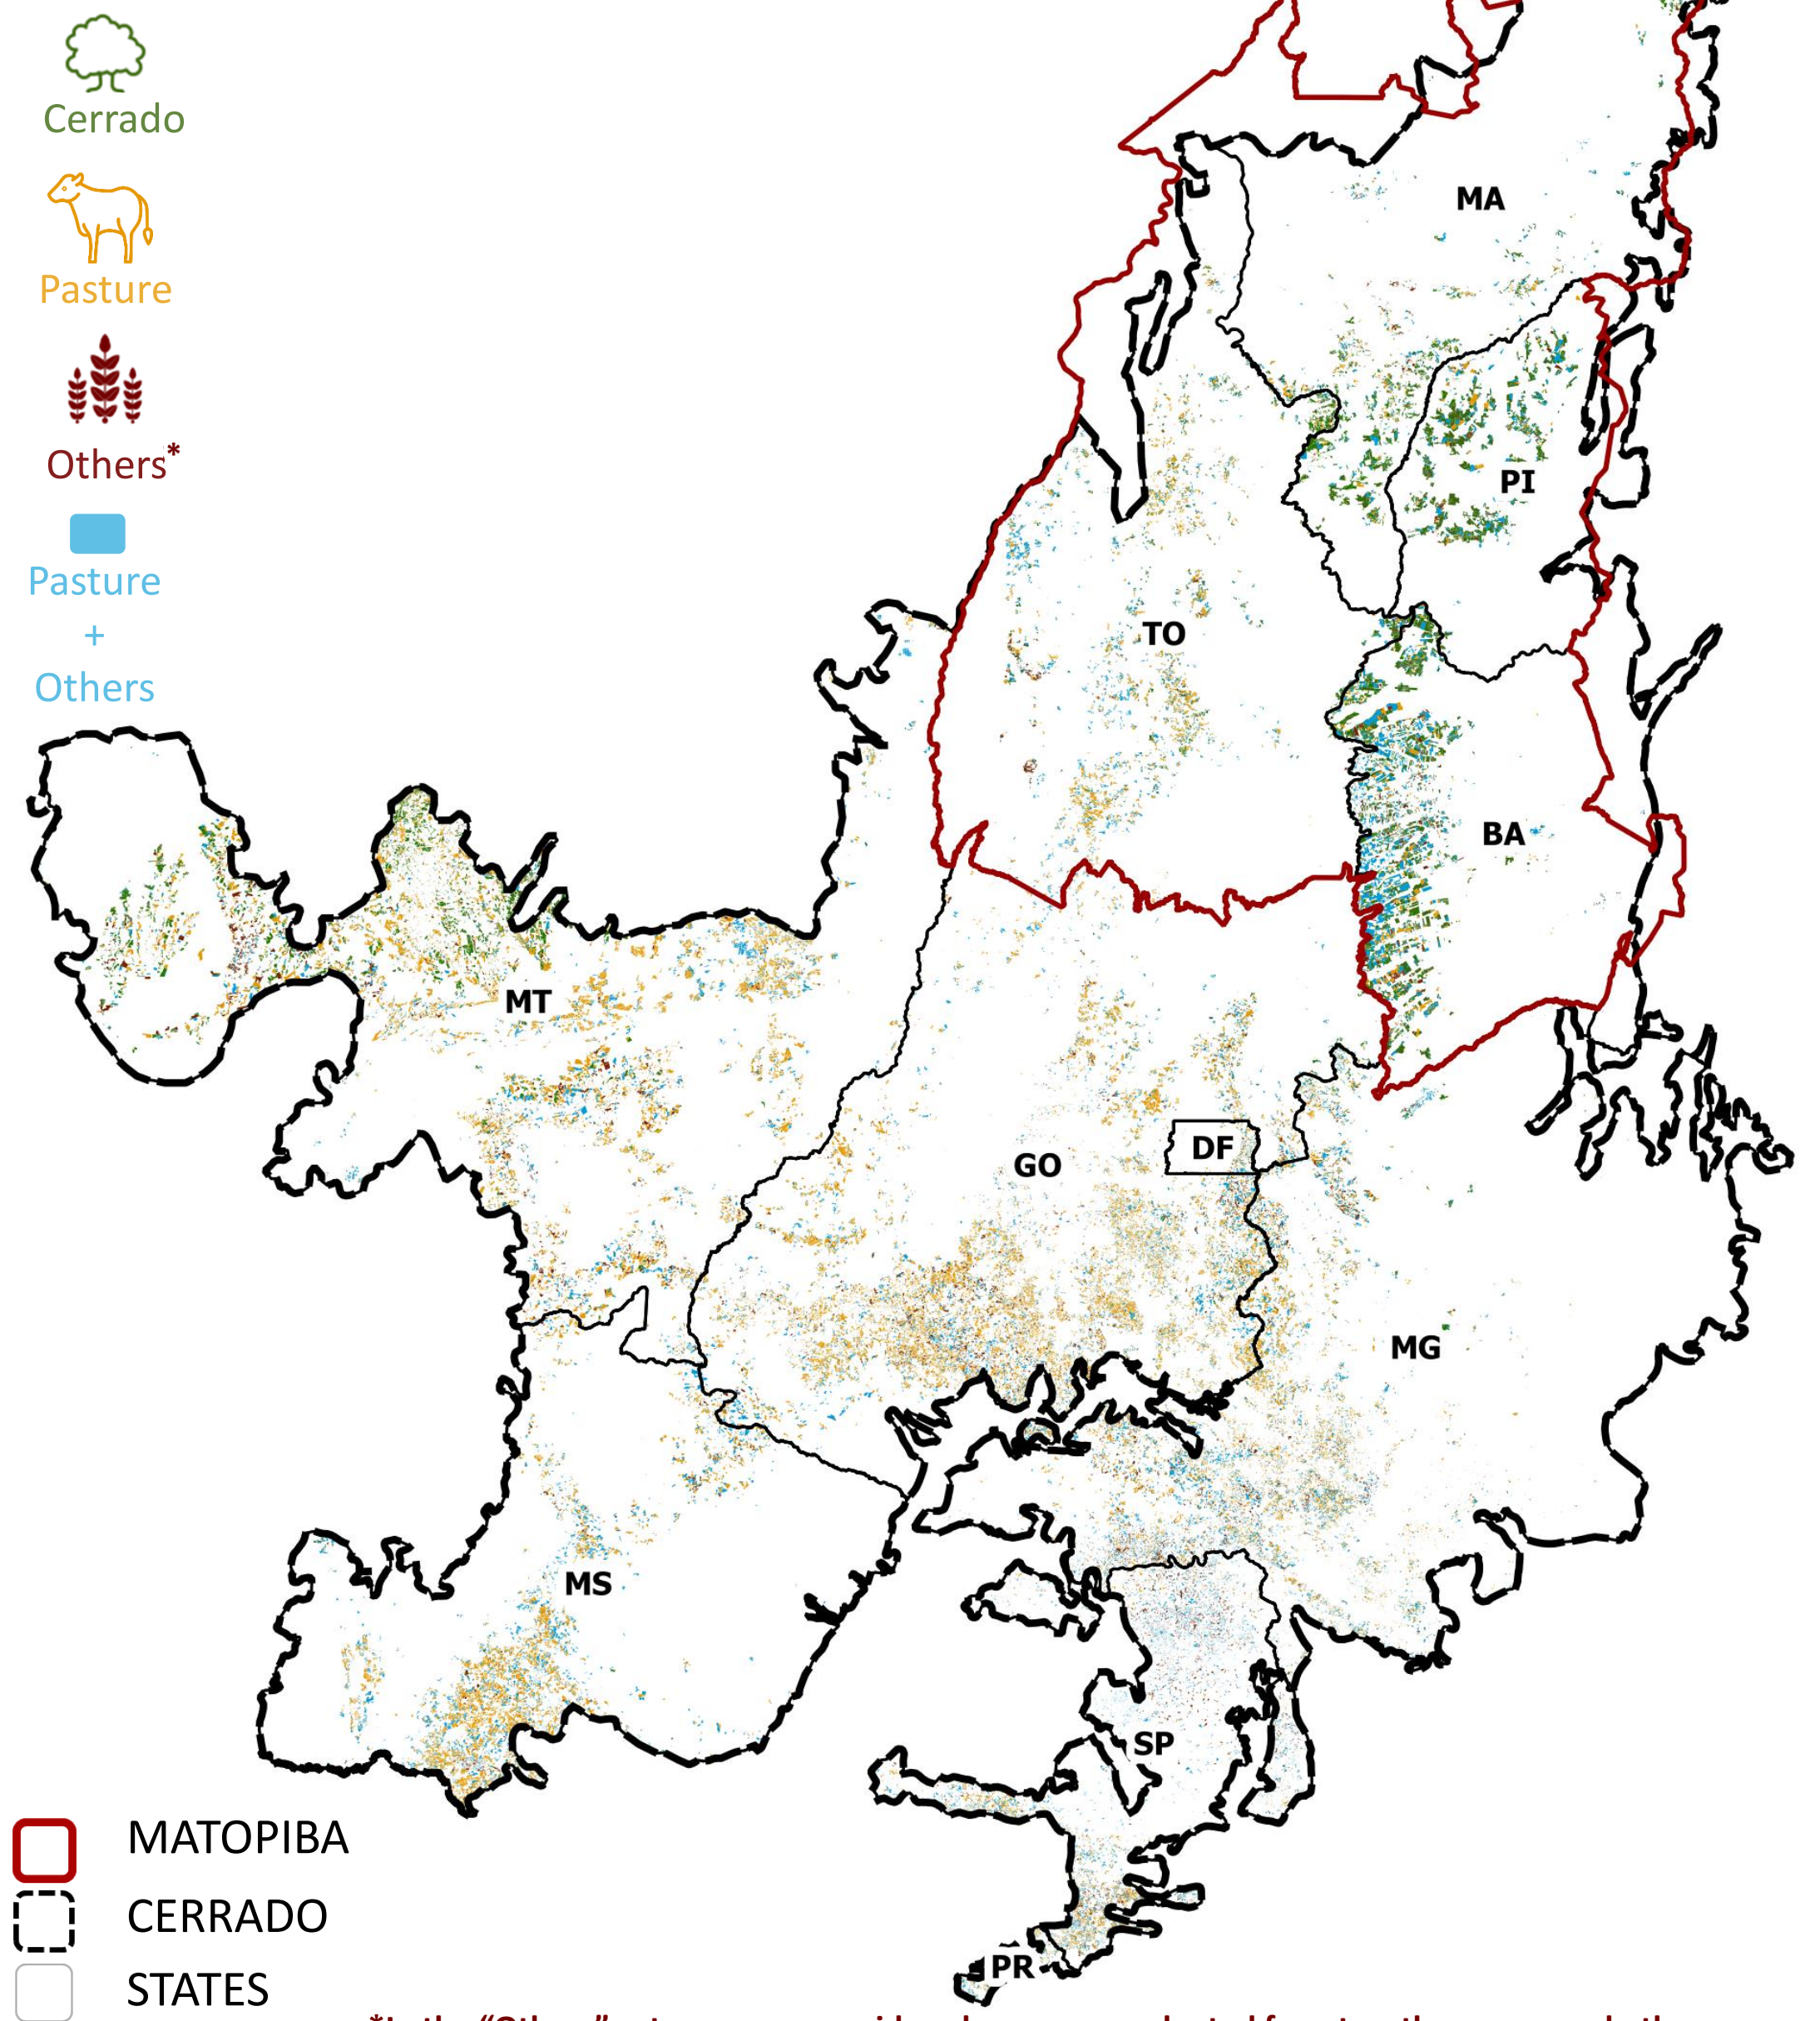 Cerrado
Pasture
Others*
Pasture
+
Others
MA
PI
TO
BA
MT
DF
GO
MG
MS
SP
PR
MATOPIBA
CERRADO
STATES